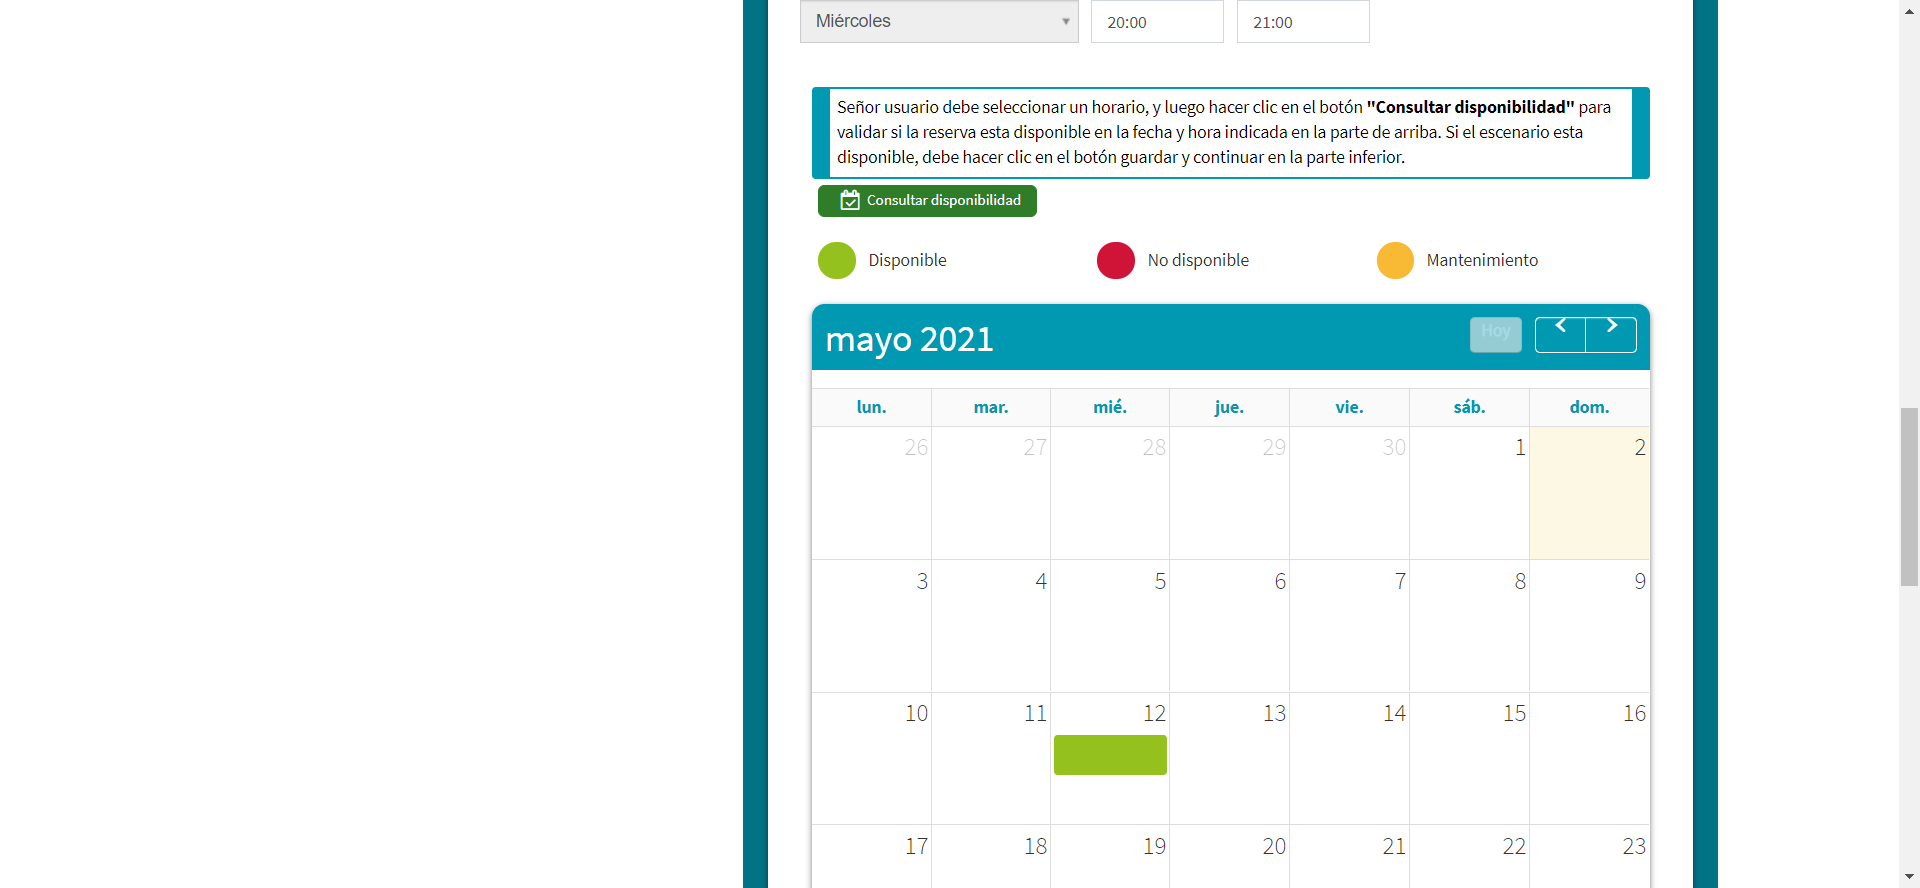 Miércoles 20:00 21:00
Señor usuario debe seleccionar un horario, y luego hacer clic en el botón "Consultar disponibilidad" para
validar si la reserva esta disponible en la fecha y hora indicada en la parte de arriba. Si el escenario esta
disponible, debe hacer clic en el botón guardar y continuar en la parte inferior.
Consultar disponibilidad
Disponible No disponible Mantenimiento
mayo 2021 Hoy
lun. mar. mié. jue. vie. sáb. dom.
26 27 28 29 30 1 2
3 4 5 6 7 8 9
10 11 12 13 14 15 16
17 18 19 20 21 22 23